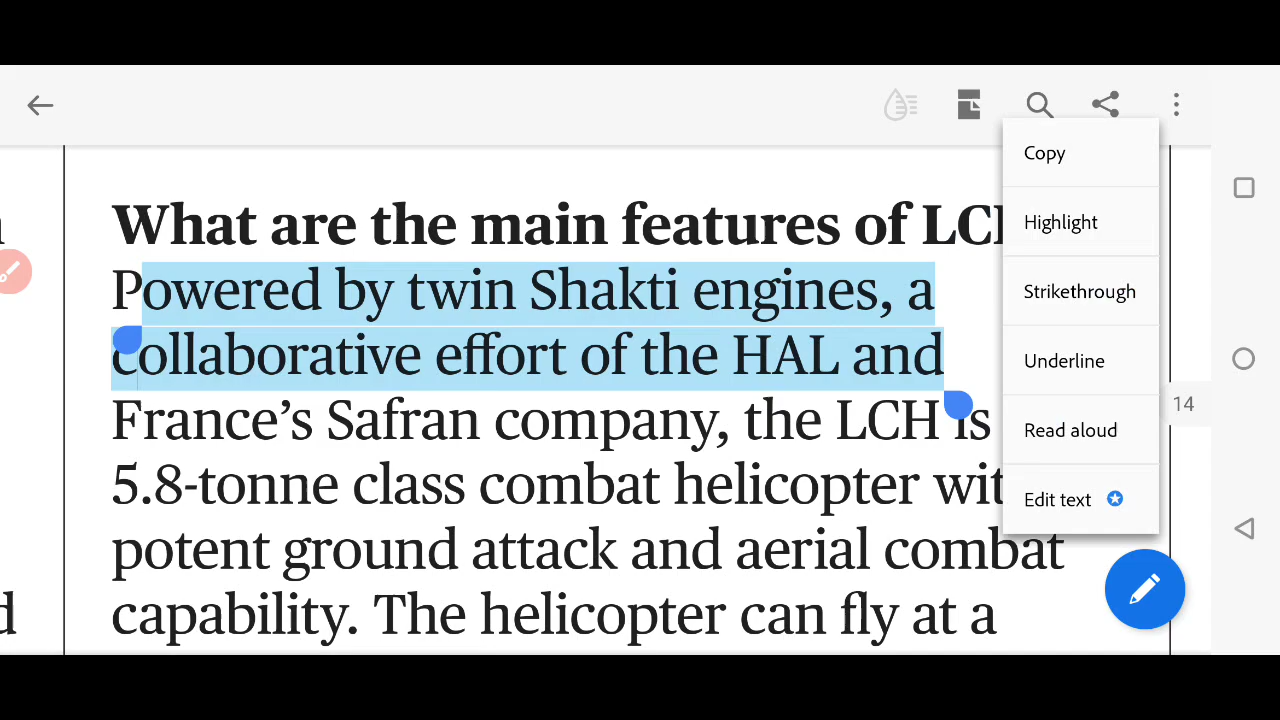 What are the main features of LC
Powered by twin Shakti engines, a
collaborative effort of the HAL and
France’s Safran company, the LCH is
5.8-tonne class combat helicopter wit
potent ground attack and aerial combat
capability. The helicopter can fly at a
Copy
Highlight
Strikethrough
Underline
Read aloud
Edit text
14
d